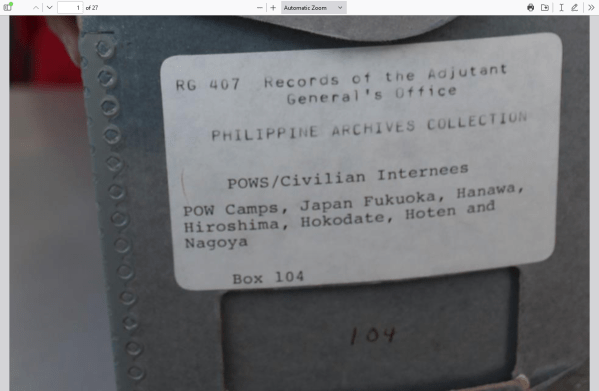 1
of 27
Automatic Zoom
RG 407 Records of the Adjutant
General's Office
PHILIPPINE ARCHIVES COLLECTION
POWS/Civilian Internees
POW Camps, Japan Fukuoka, Hanawa,
Hiroshima, Hokodate, Hoten and
Nagoya
Box 104
104